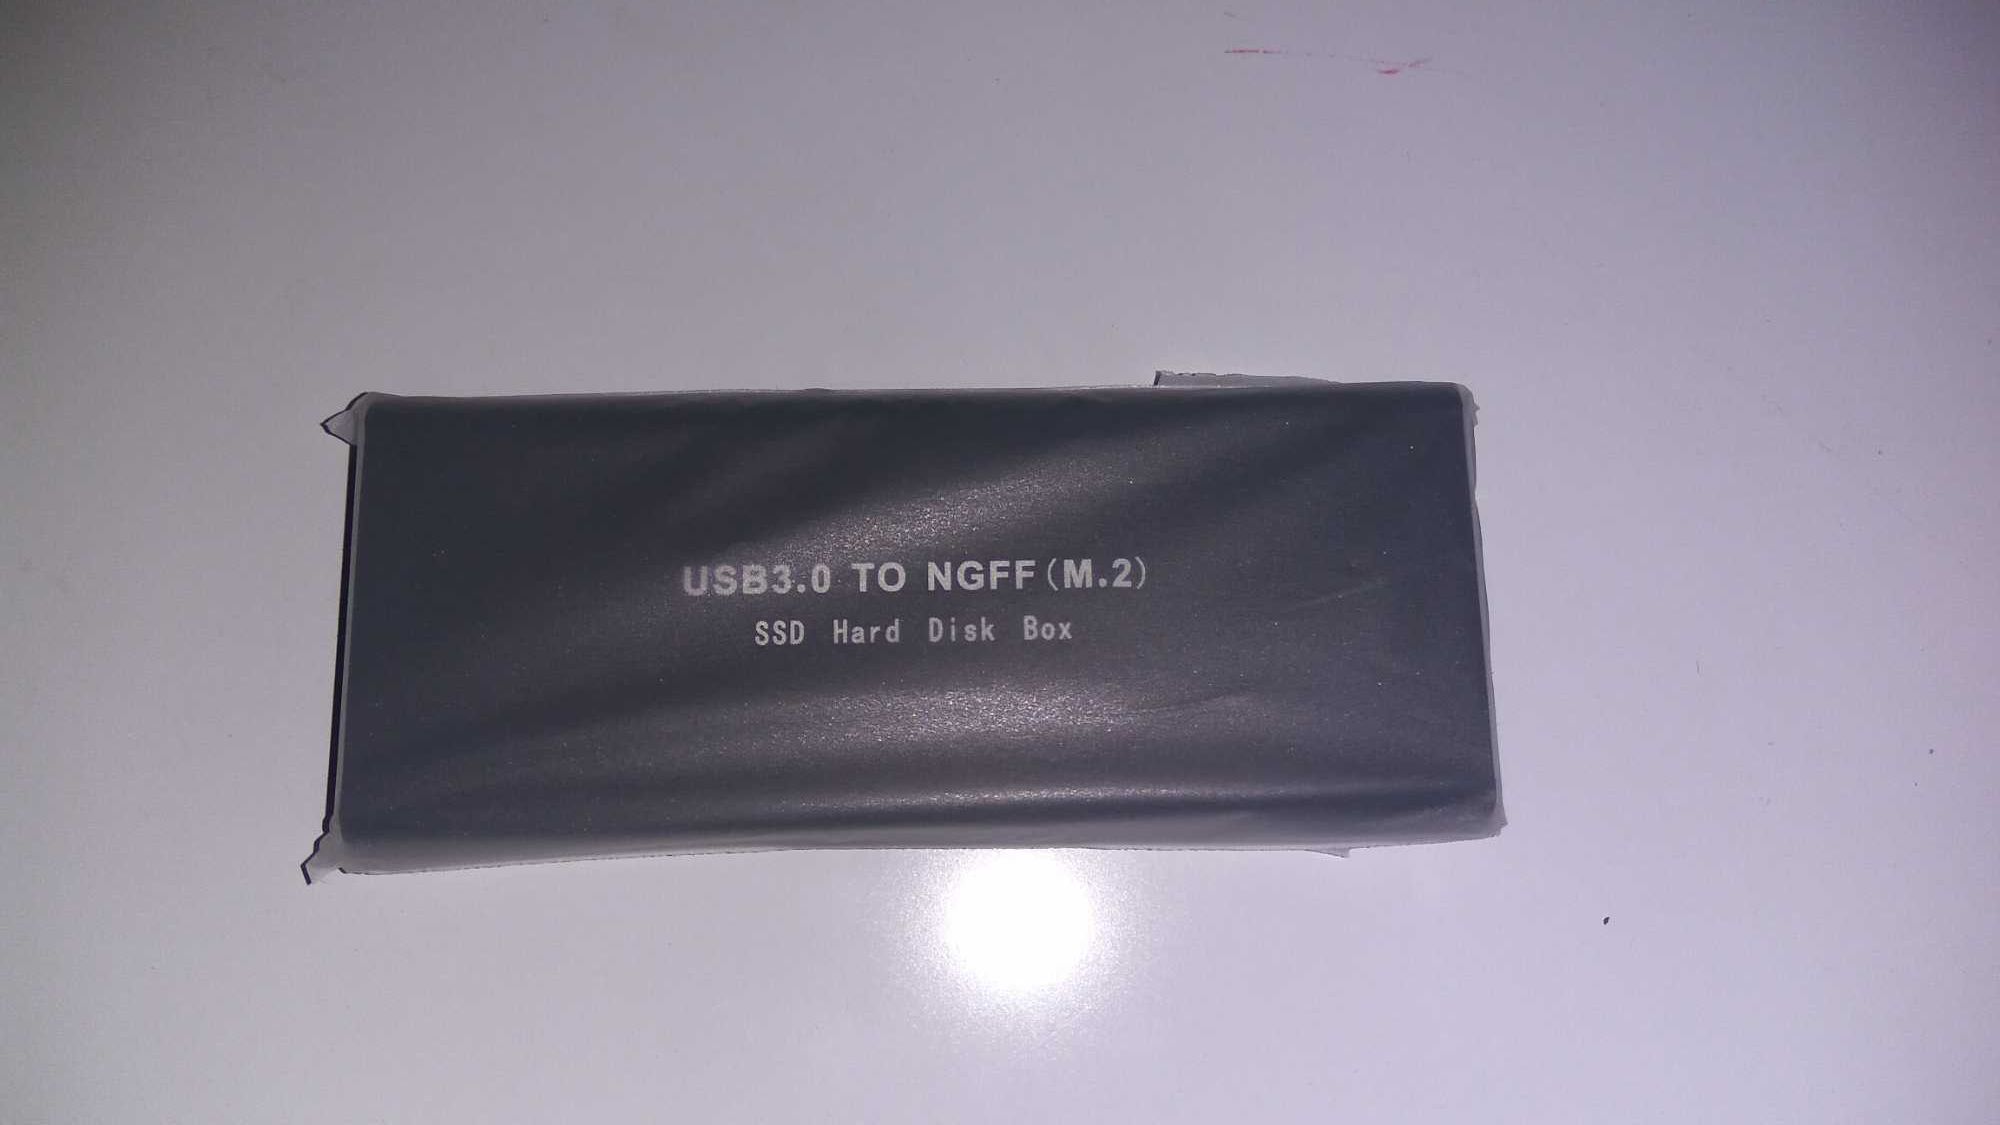 USB3.0 TO NGFF(M.2)
SSD Hard Disk Box